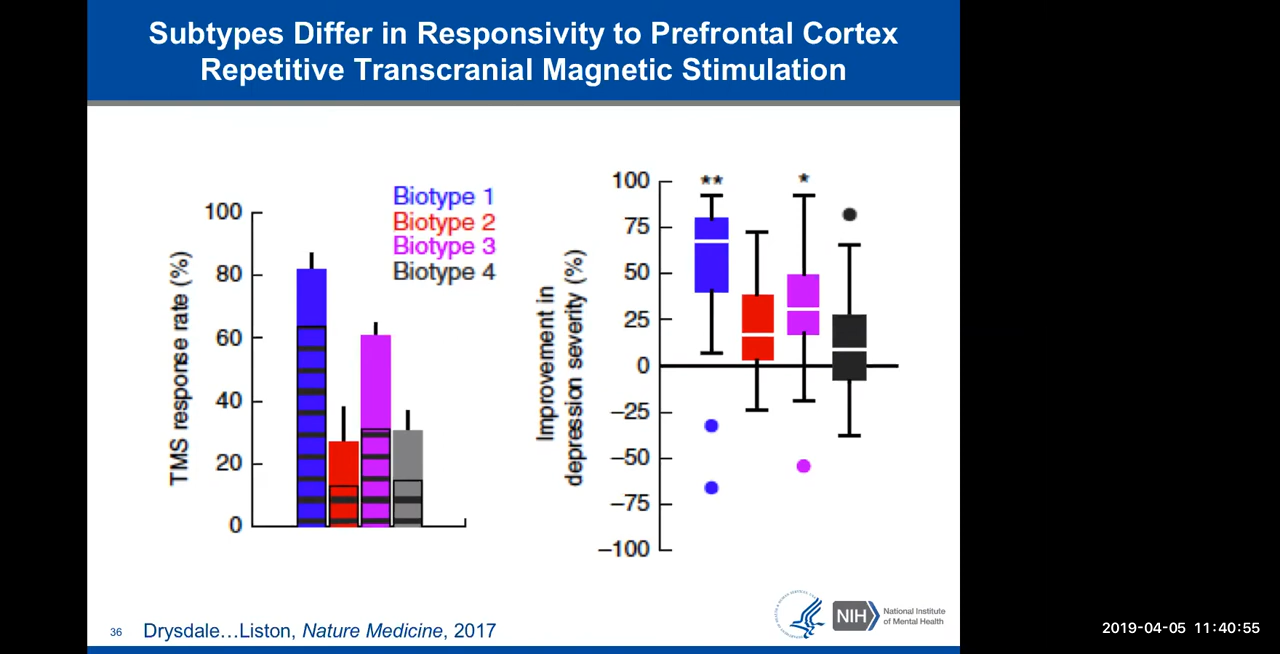 Subtypes Differ in Responsivity to Prefrontal Cortex
Repetitive Transcranial Magnetic Stimulation
TMS response rate (%)
100
80
60
40
20
0
Biotype 1
Biotype 2
Biotype 3
Biotype 4
Improvement in
depression severity (%)
100
75
50
25
0
−25
−50
−75
−100
**
*
36
Drysdale…Liston, Nature Medicine, 2017
NIH
National Institute
of Mental Health
2019-04-05 11:40:55